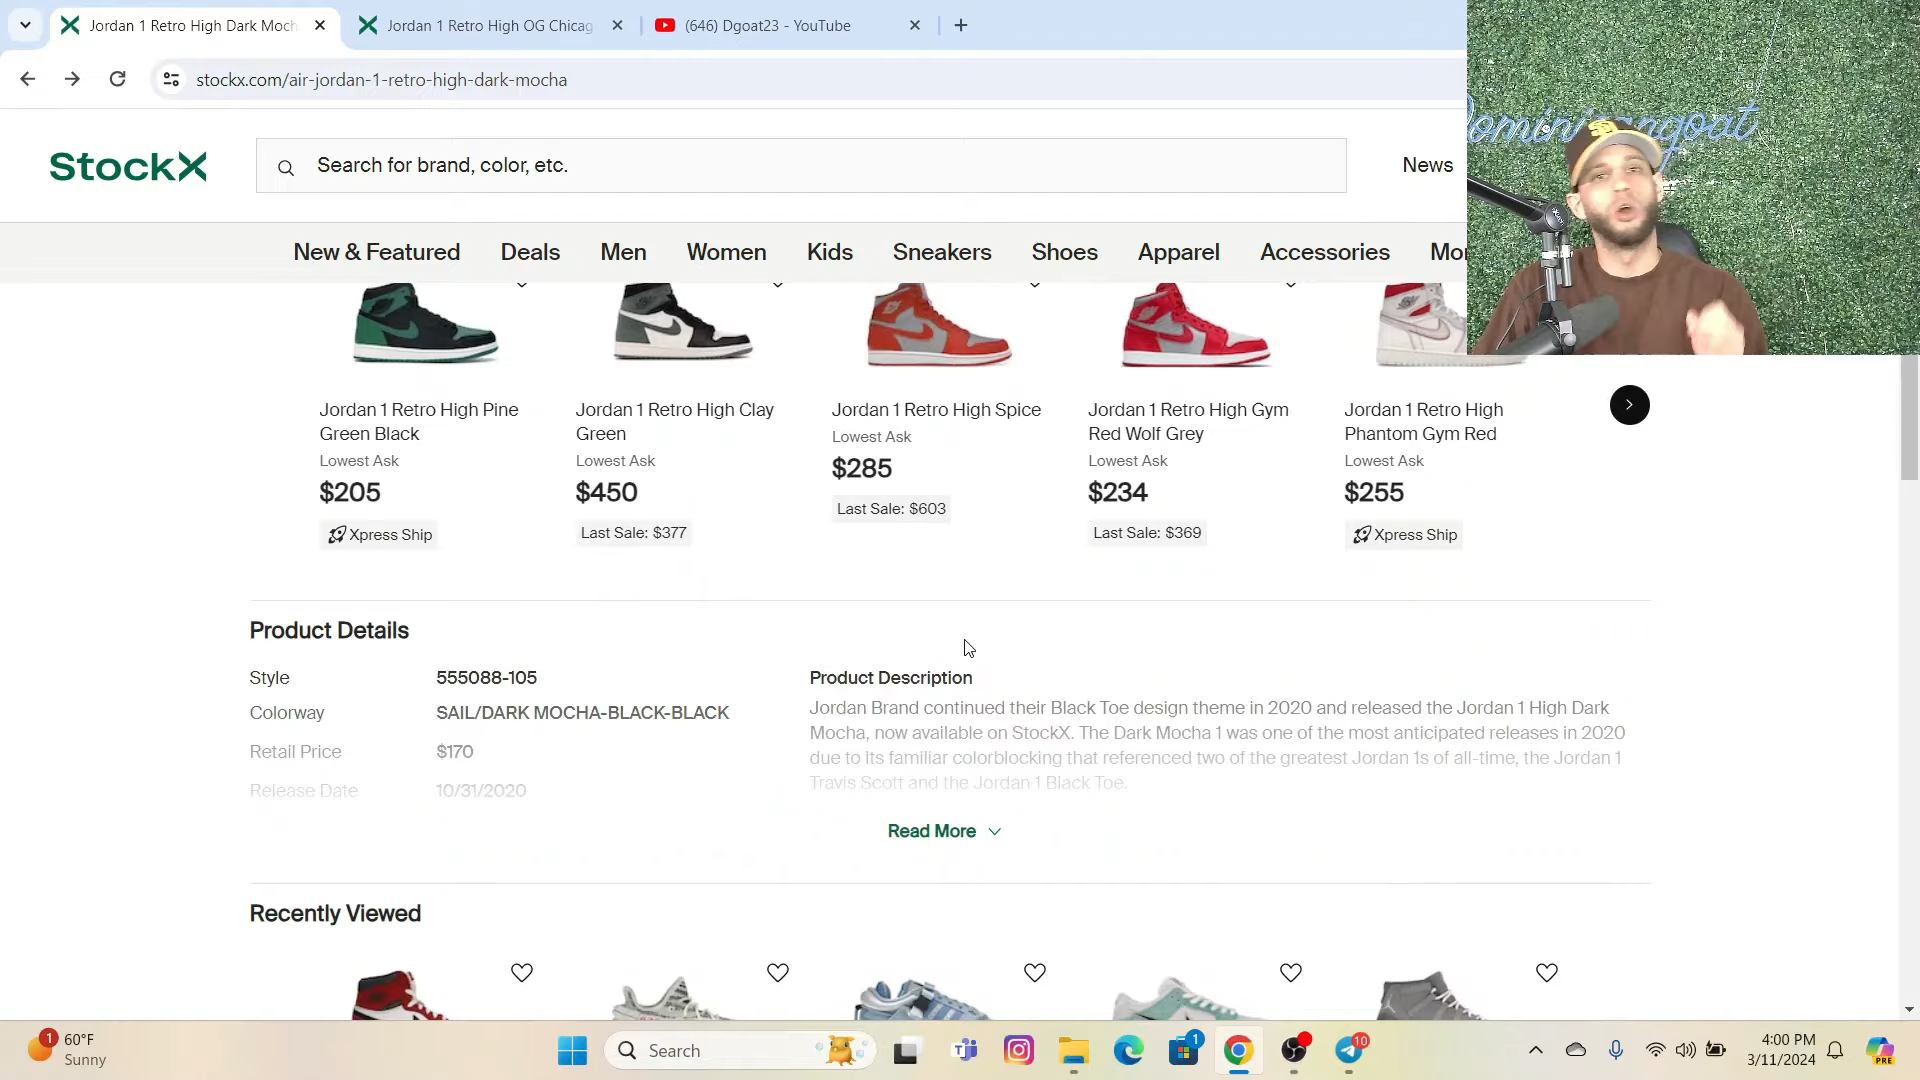 Jordan 1 Retro High Dark Moch
Jordan 1 Retro High OG Chicag
(646) Dgoat23 - YouTube
stockx.com/air-jordan-1-retro-high-dark-mocha
StockX
Search for brand, color, etc.
News
New & Featured
Deals
Men
Women
Kids
Sneakers
Shoes
Apparel
Accessories
Mor
Jordan 1 Retro High Pine
Green Black
Lowest Ask
$205
Xpress Ship
Jordan 1 Retro High Clay
Green
Lowest Ask
$450
Last Sale: $377
Jordan 1 Retro High Spice
Lowest Ask
$285
Last Sale: $603
Jordan 1 Retro High Gym
Red Wolf Grey
Lowest Ask
$234
Last Sale: $369
Jordan 1 Retro High
Phantom Gym Red
Lowest Ask
$255
Xpress Ship
Product Details
Style
555088-105
Colorway
SAIL/DARK MOCHA-BLACK-BLACK
Retail Price
$170
Release Date
10/31/2020
Product Description
Jordan Brand continued their Black Toe design theme in 2020 and released the Jordan 1 High Dark
Mocha, now available on StockX. The Dark Mocha 1 was one of the most anticipated releases in 2020
due to its familiar colorblocking that referenced two of the greatest Jordan 1s of all-time, the Jordan 1
Travis Scott and the Jordan 1 Black Toe.
Read More
Recently Viewed
1
60°F
Sunny
Search
1
10
4:00 PM
3/11/2024
PRE